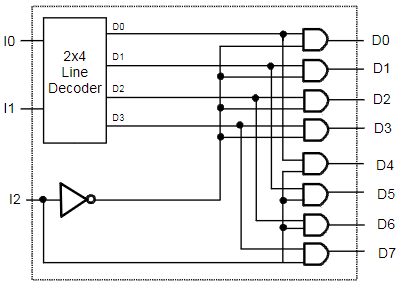 I0
I1
I2
2x4
Line
Decoder
D0
D1
D2
D3
D0
D1
D2
D3
D4
D5
D6
D7